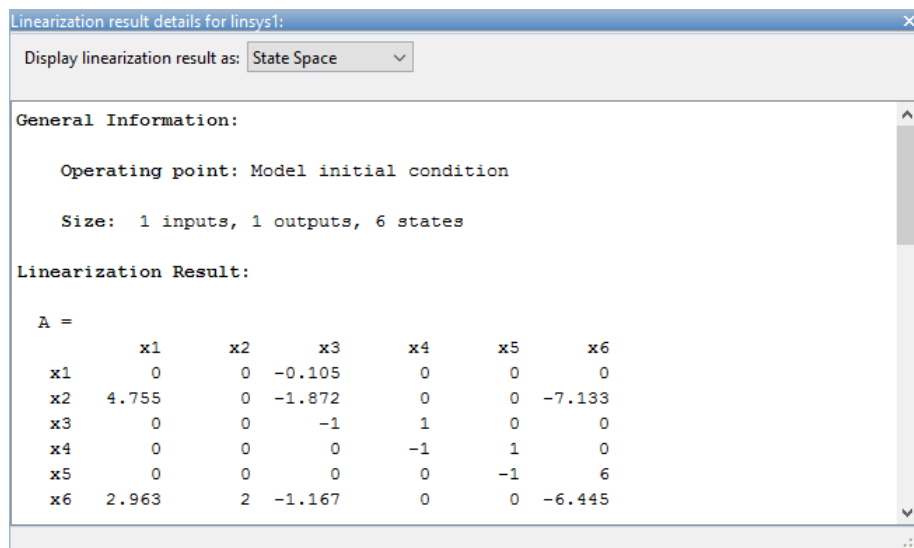 Linearization result details for linsys1:
Display linearization result as: State Space
General Information:
Operating point: Model initial condition
Size: 1 inputs, 1 outputs, 6 states
Linearization Result:
A =
x1 x2 x3 x4 x5 x6
x1 0 0 -0.105 0 0 0
x2 4.755 0 -1.872 0 0 -7.133
x3 0 0 -1 1 0 0
x4 0 0 0 -1 1 0
x5 0 0 0 0 -1 6
x6 2.963 2 -1.167 0 0 -6.445